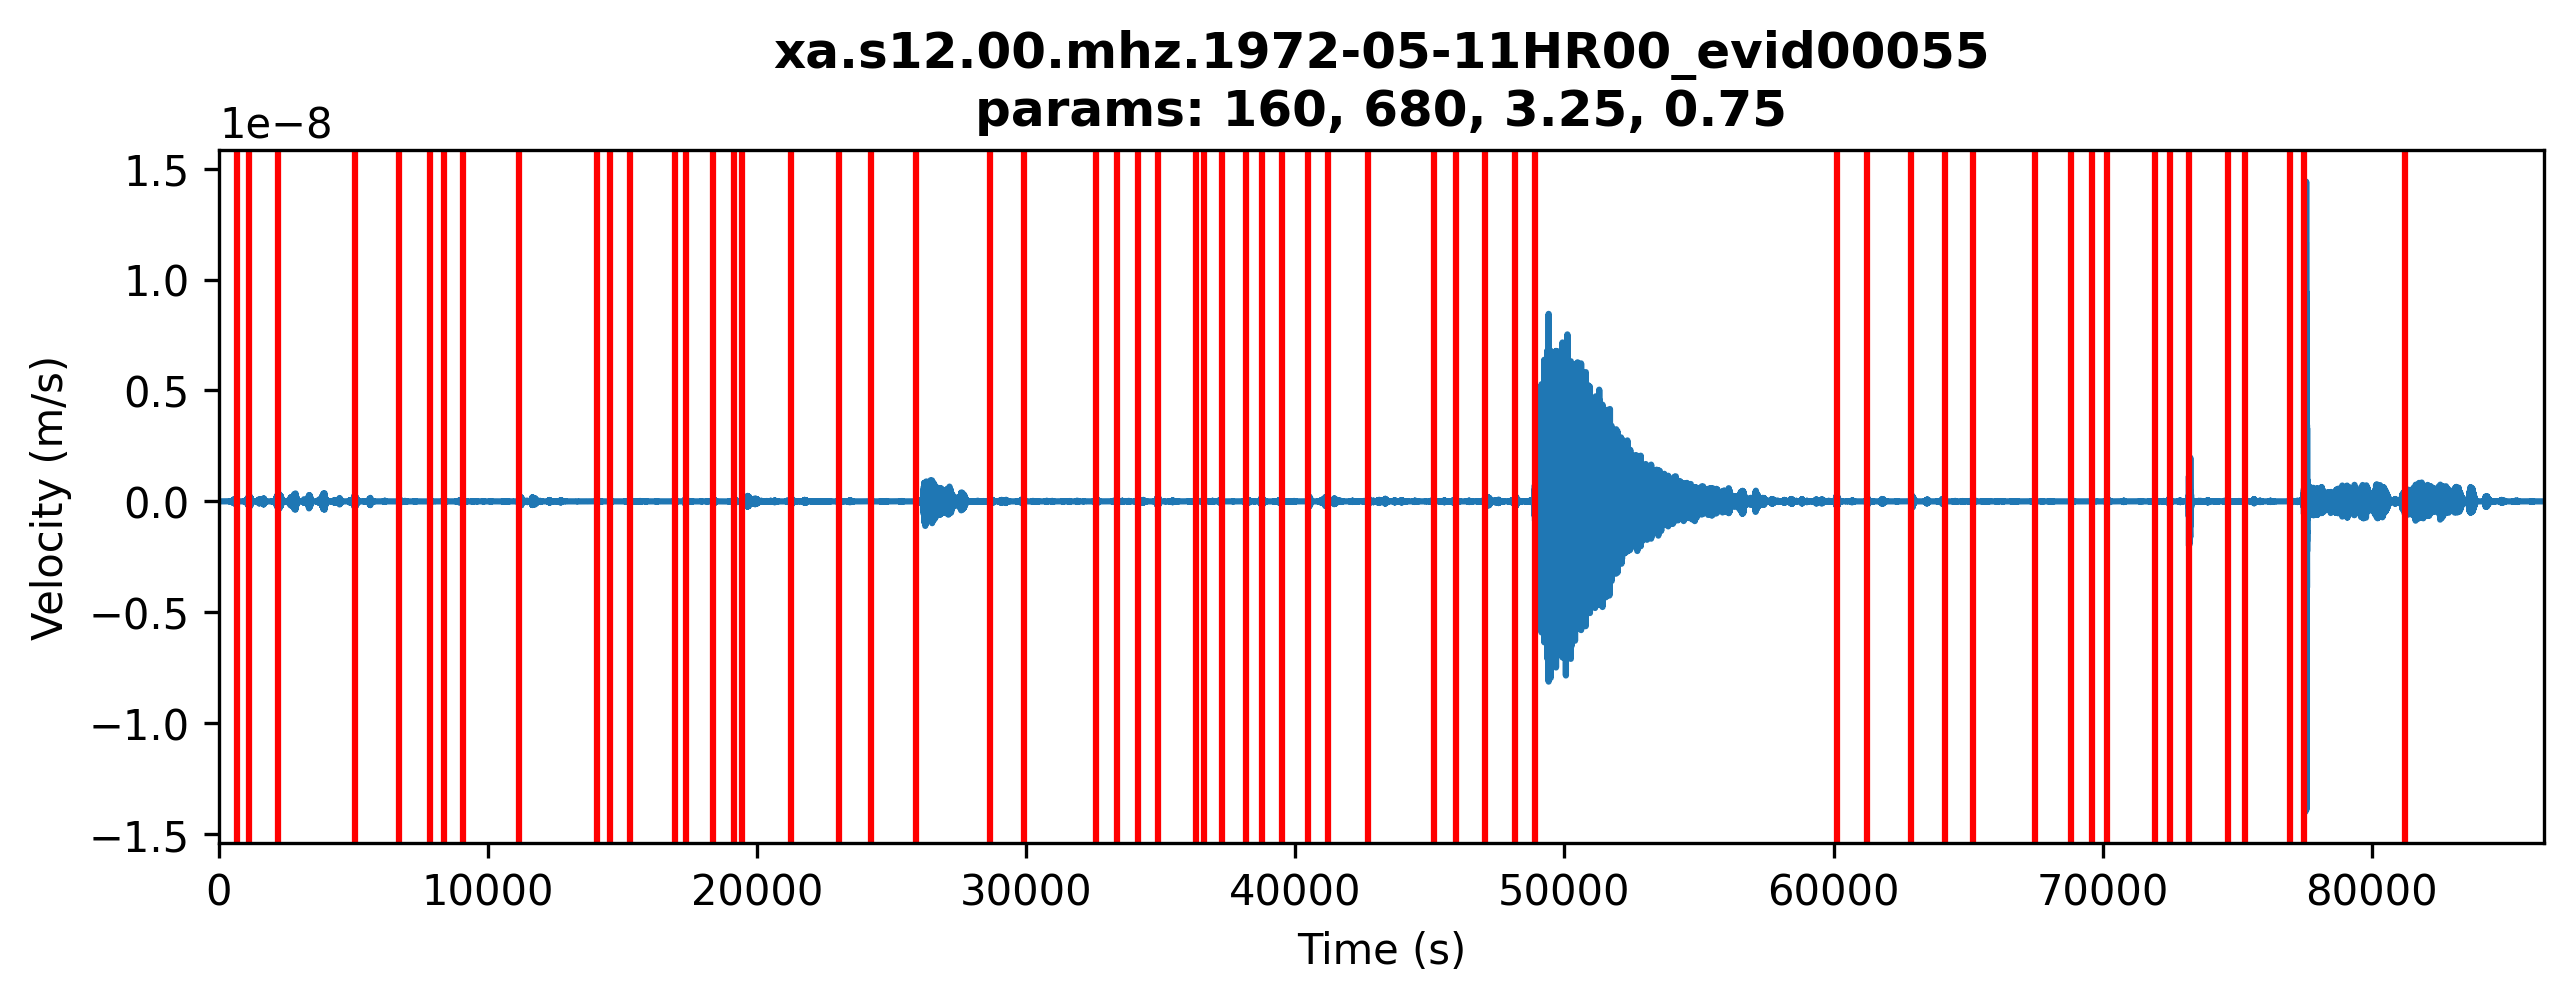 xa.s12.00.mhz.1972-05-11HR00_evid00055
params: 160, 680, 3.25, 0.75
1e−8
1.5
1.0
0.5
0.0
−0.5
−1.0
−1.5
Velocity (m/s)
0 10000 20000 30000 40000 50000 60000 70000 80000
Time (s)